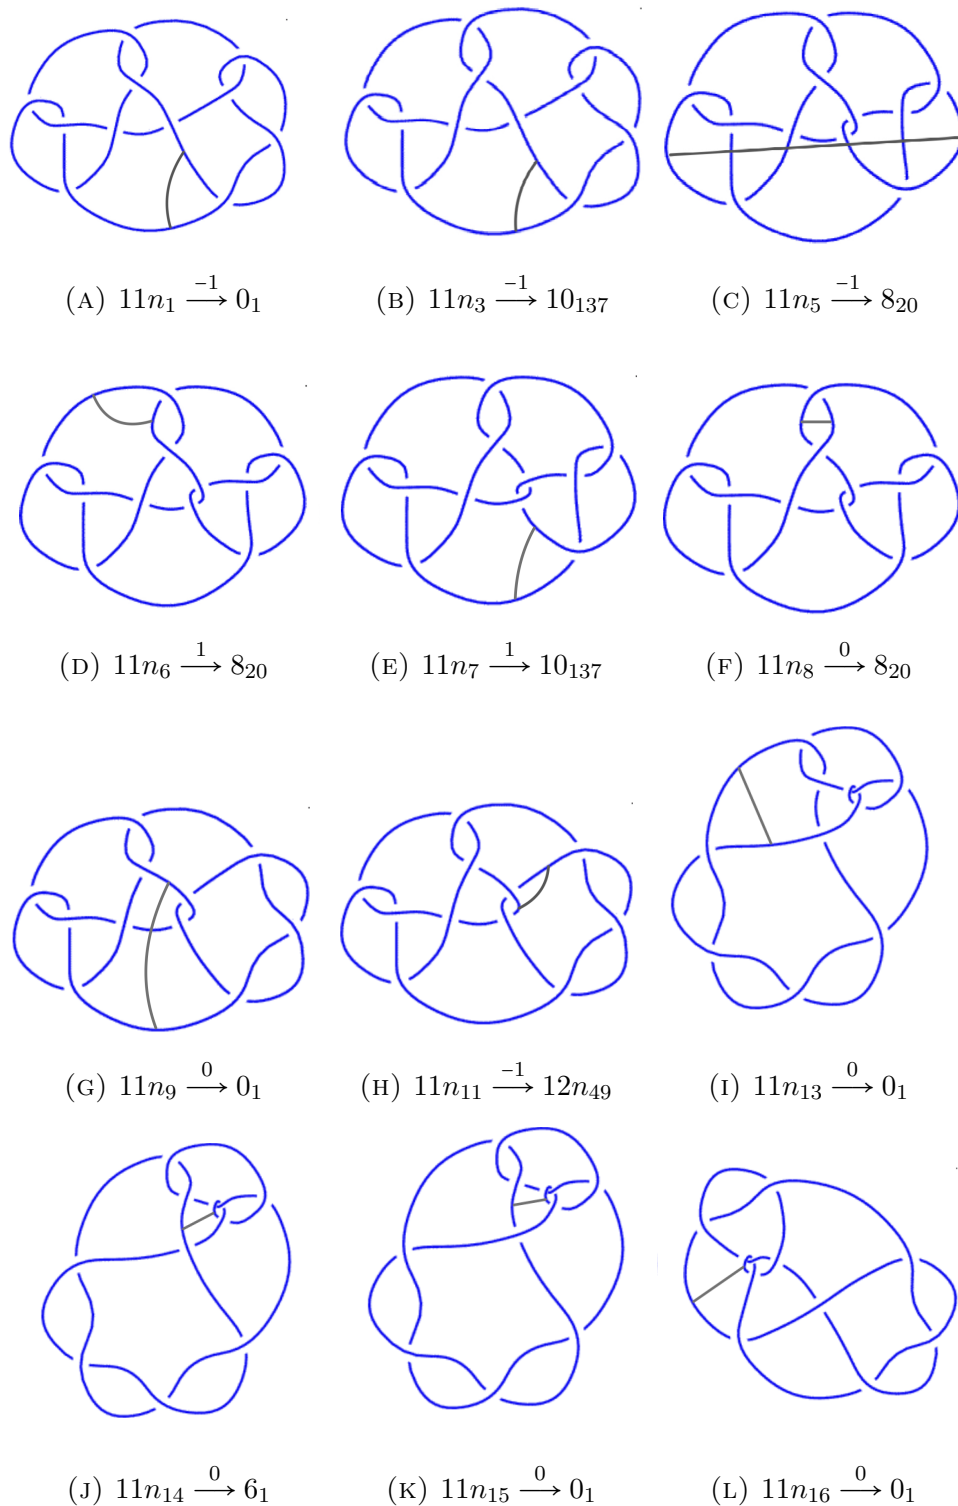 (A) 11n₁ —−1→ 0₁ (B) 11n₃ —−1→ 10₁₃₇ (C) 11n₅ —−1→ 8₂₀
(D) 11n₆ —1→ 8₂₀ (E) 11n₇ —1→ 10₁₃₇ (F) 11n₈ —0→ 8₂₀
(G) 11n₉ —0→ 0₁ (H) 11n₁₁ —−1→ 12n₄₉ (I) 11n₁₃ —0→ 0₁
(J) 11n₁₄ —0→ 6₁ (K) 11n₁₅ —0→ 0₁ (L) 11n₁₆ —0→ 0₁